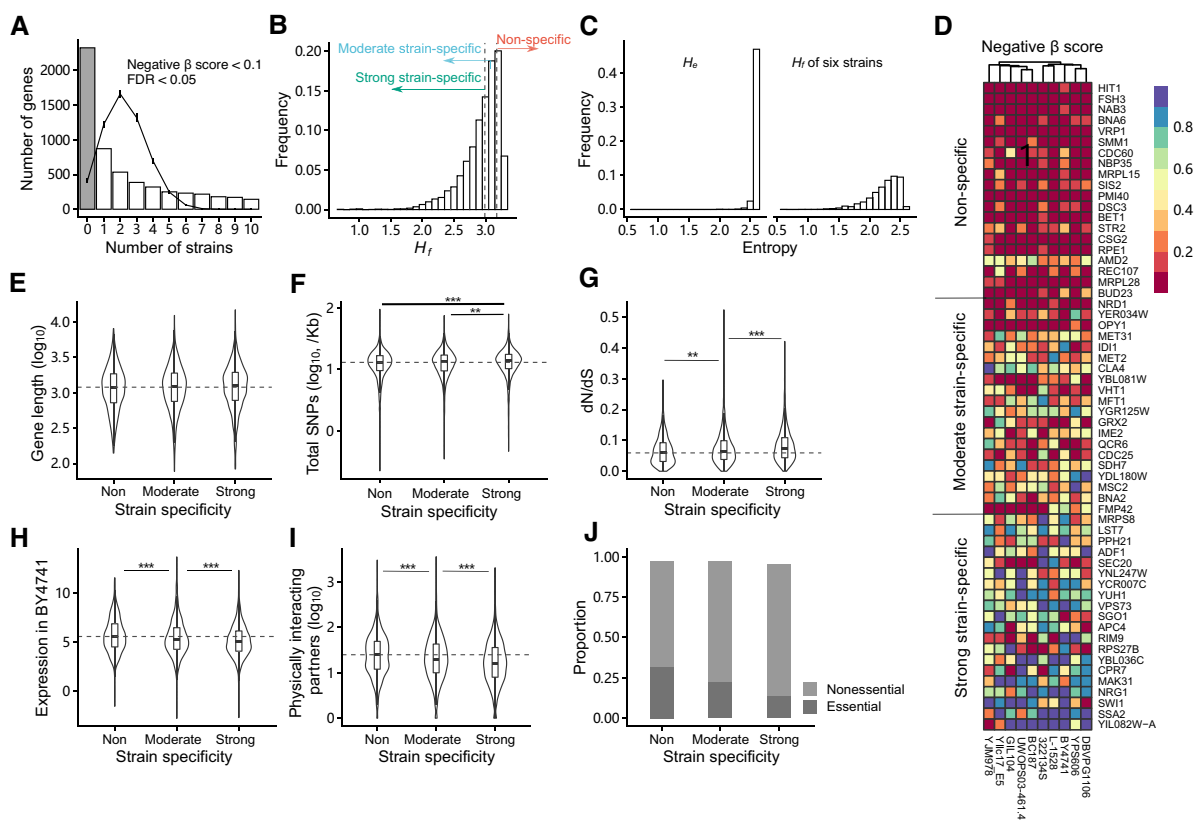 A
Number of genes
2000
1500
1000
500
0
Negative β score < 0.1
FDR < 0.05
0 1 2 3 4 5 6 7 8 9 10
Number of strains
B
Frequency
0.20
0.15
0.10
0.05
0.00
Non-specific
Moderate strain-specific
Strong strain-specific
1.0 1.5 2.0 2.5 3.0
Hf
C
Frequency
0.4
0.2
0.0
He
Hf of six strains
0.5 1.0 1.5 2.0 2.5 0.5 1.0 1.5 2.0 2.5
Entropy
D
Negative β score
Non-specific
Moderate strain-specific
Strong strain-specific
1
HIT1
FSH3
NAB3
BNA6
VRP1
SMM1
CDC60
NBP35
MRPL15
SIS2
PMI40
DSC3
BET1
STR2
CSG2
RPE1
AMD2
REC107
MRPL28
BUD23
NRD1
YER034W
OPY1
MET31
IDI1
MET2
CLA4
YBL081W
VHT1
MFT1
YGR125W
GRX2
IME2
QCR6
CDC25
SDH7
YDL180W
MSC2
BNA2
FMP42
MRPS8
LST7
PPH21
ADF1
SEC20
YNL247W
YCR007C
YUH1
VPS73
SGO1
APC4
RIM9
RPS27B
YBL036C
CPR7
MAK31
NRG1
SWI1
SSA2
YIL082W−A
YJM978
YIIc17_E5
GIL104
UWOPS03-461.4
BC187
S22134S
L-1528
BY4741
YPS606
DBVPG1106
0.8
0.6
0.4
0.2
E
Gene length (log10)
4.0
3.5
3.0
2.5
2.0
Non Moderate Strong
Strain specificity
F
Total SNPs (log10, /Kb)
2
1
0
***
**
Non Moderate Strong
Strain specificity
G
dN/dS
0.5
0.4
0.3
0.2
0.1
0.0
**
***
Non Moderate Strong
Strain specificity
H
Expression in BY4741
10
5
0
***
***
Non Moderate Strong
Strain specificity
I
Physically interacting
partners (log10)
3
2
1
0
***
***
Non Moderate Strong
Strain specificity
J
Proportion
1.00
0.75
0.50
0.25
0.00
Nonessential
Essential
Non Moderate Strong
Strain specificity